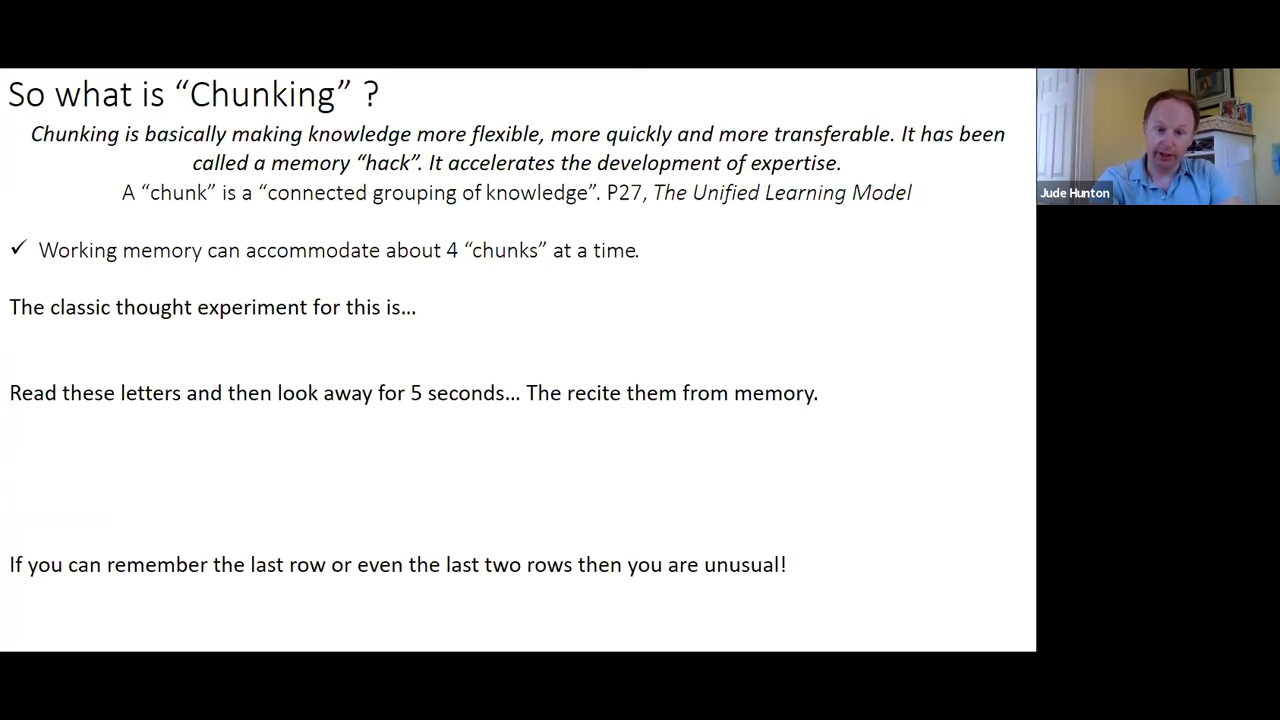 So what is “Chunking” ?
Chunking is basically making knowledge more flexible, more quickly and more transferable. It has been
called a memory “hack”. It accelerates the development of expertise.
A “chunk” is a “connected grouping of knowledge”. P27, The Unified Learning Model
Jude Hunton
✓ Working memory can accommodate about 4 “chunks” at a time.
The classic thought experiment for this is…
Read these letters and then look away for 5 seconds… The recite them from memory.
If you can remember the last row or even the last two rows then you are unusual!